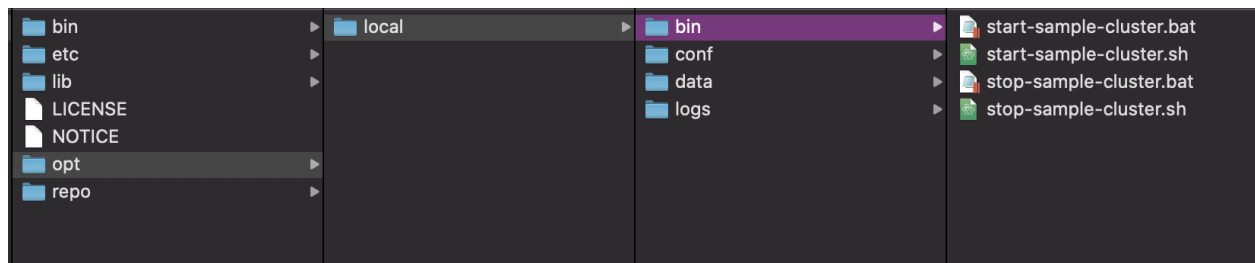 bin
etc
lib
LICENSE
NOTICE
opt
repo
local
bin
conf
data
logs
start-sample-cluster.bat
start-sample-cluster.sh
stop-sample-cluster.bat
stop-sample-cluster.sh